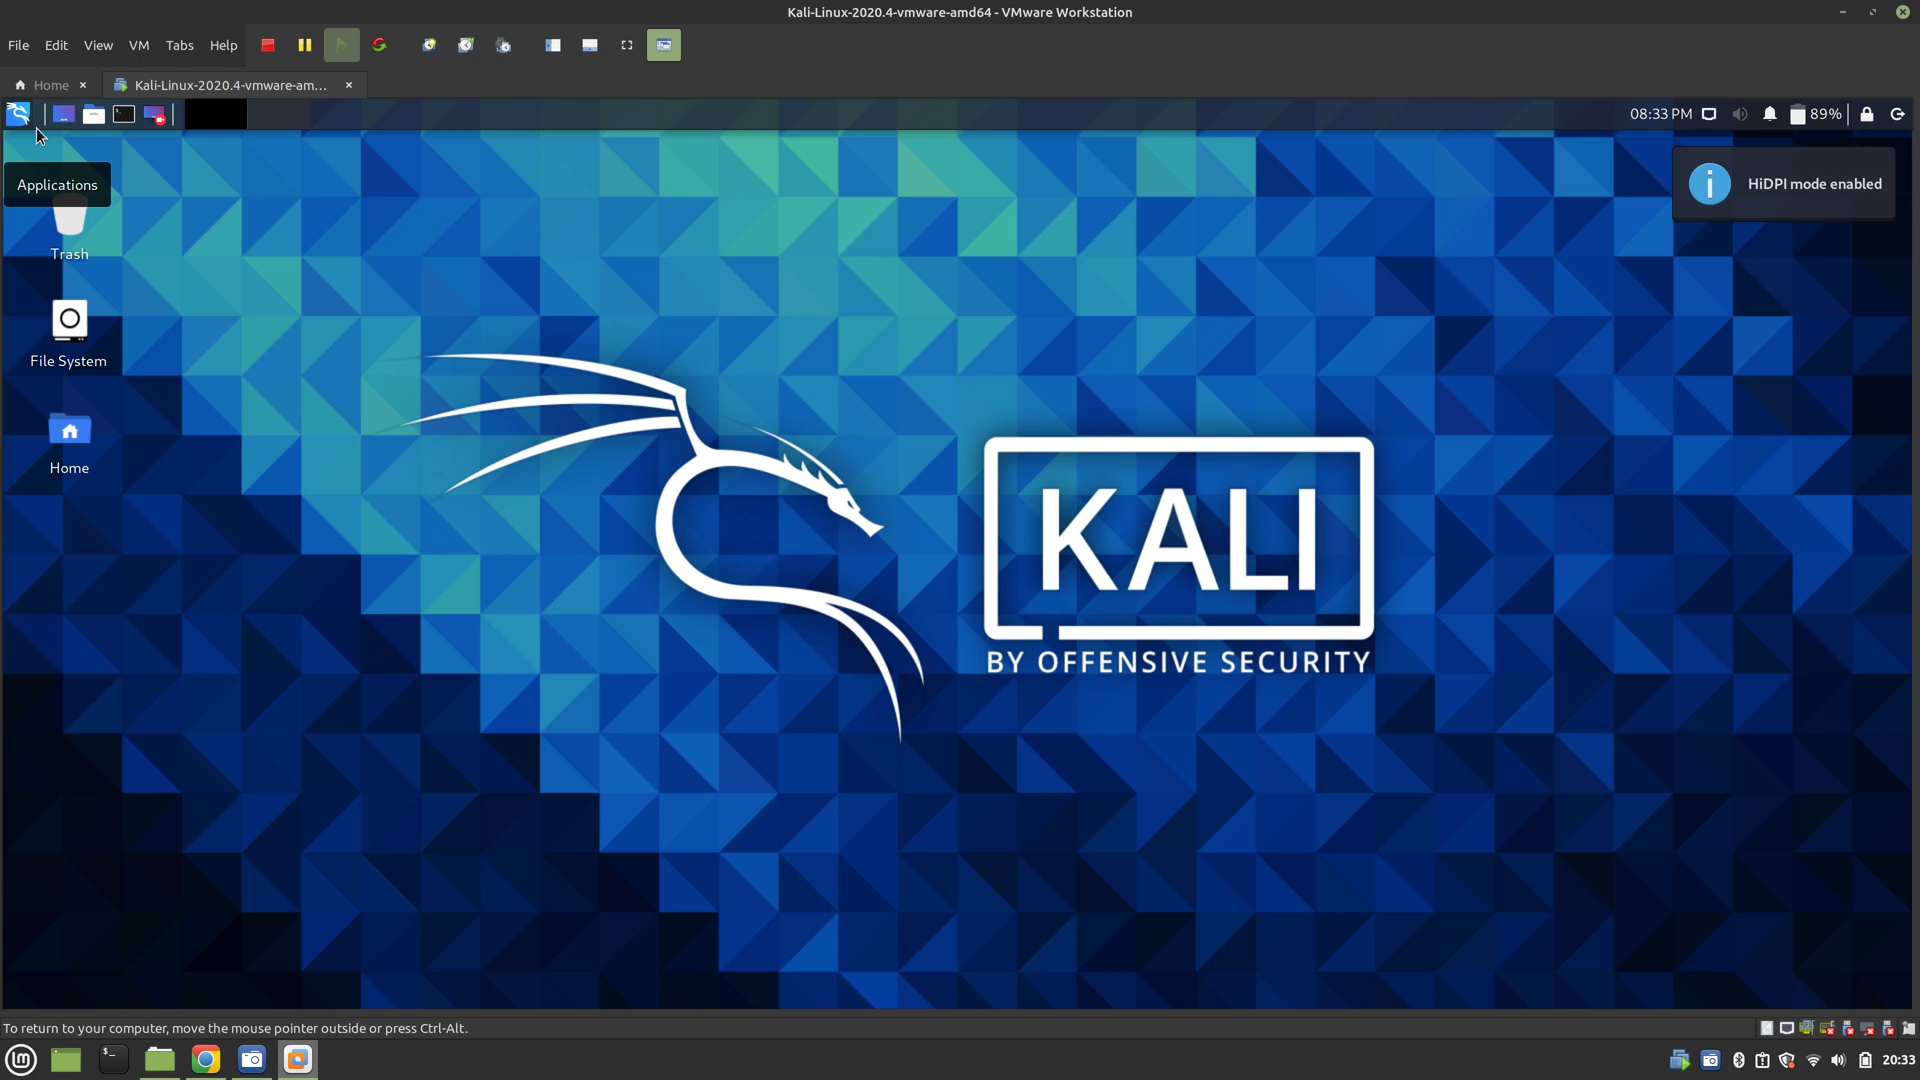 Kali-Linux-2020.4-vmware-amd64 - VMware Workstation
File Edit View VM Tabs Help
Home Kali-Linux-2020.4-vmware-am...
08:33 PM 89%
Applications
HiDPI mode enabled
Trash
File System
Home
KALI
BY OFFENSIVE SECURITY
To return to your computer, move the mouse pointer outside or press Ctrl-Alt.
20:33